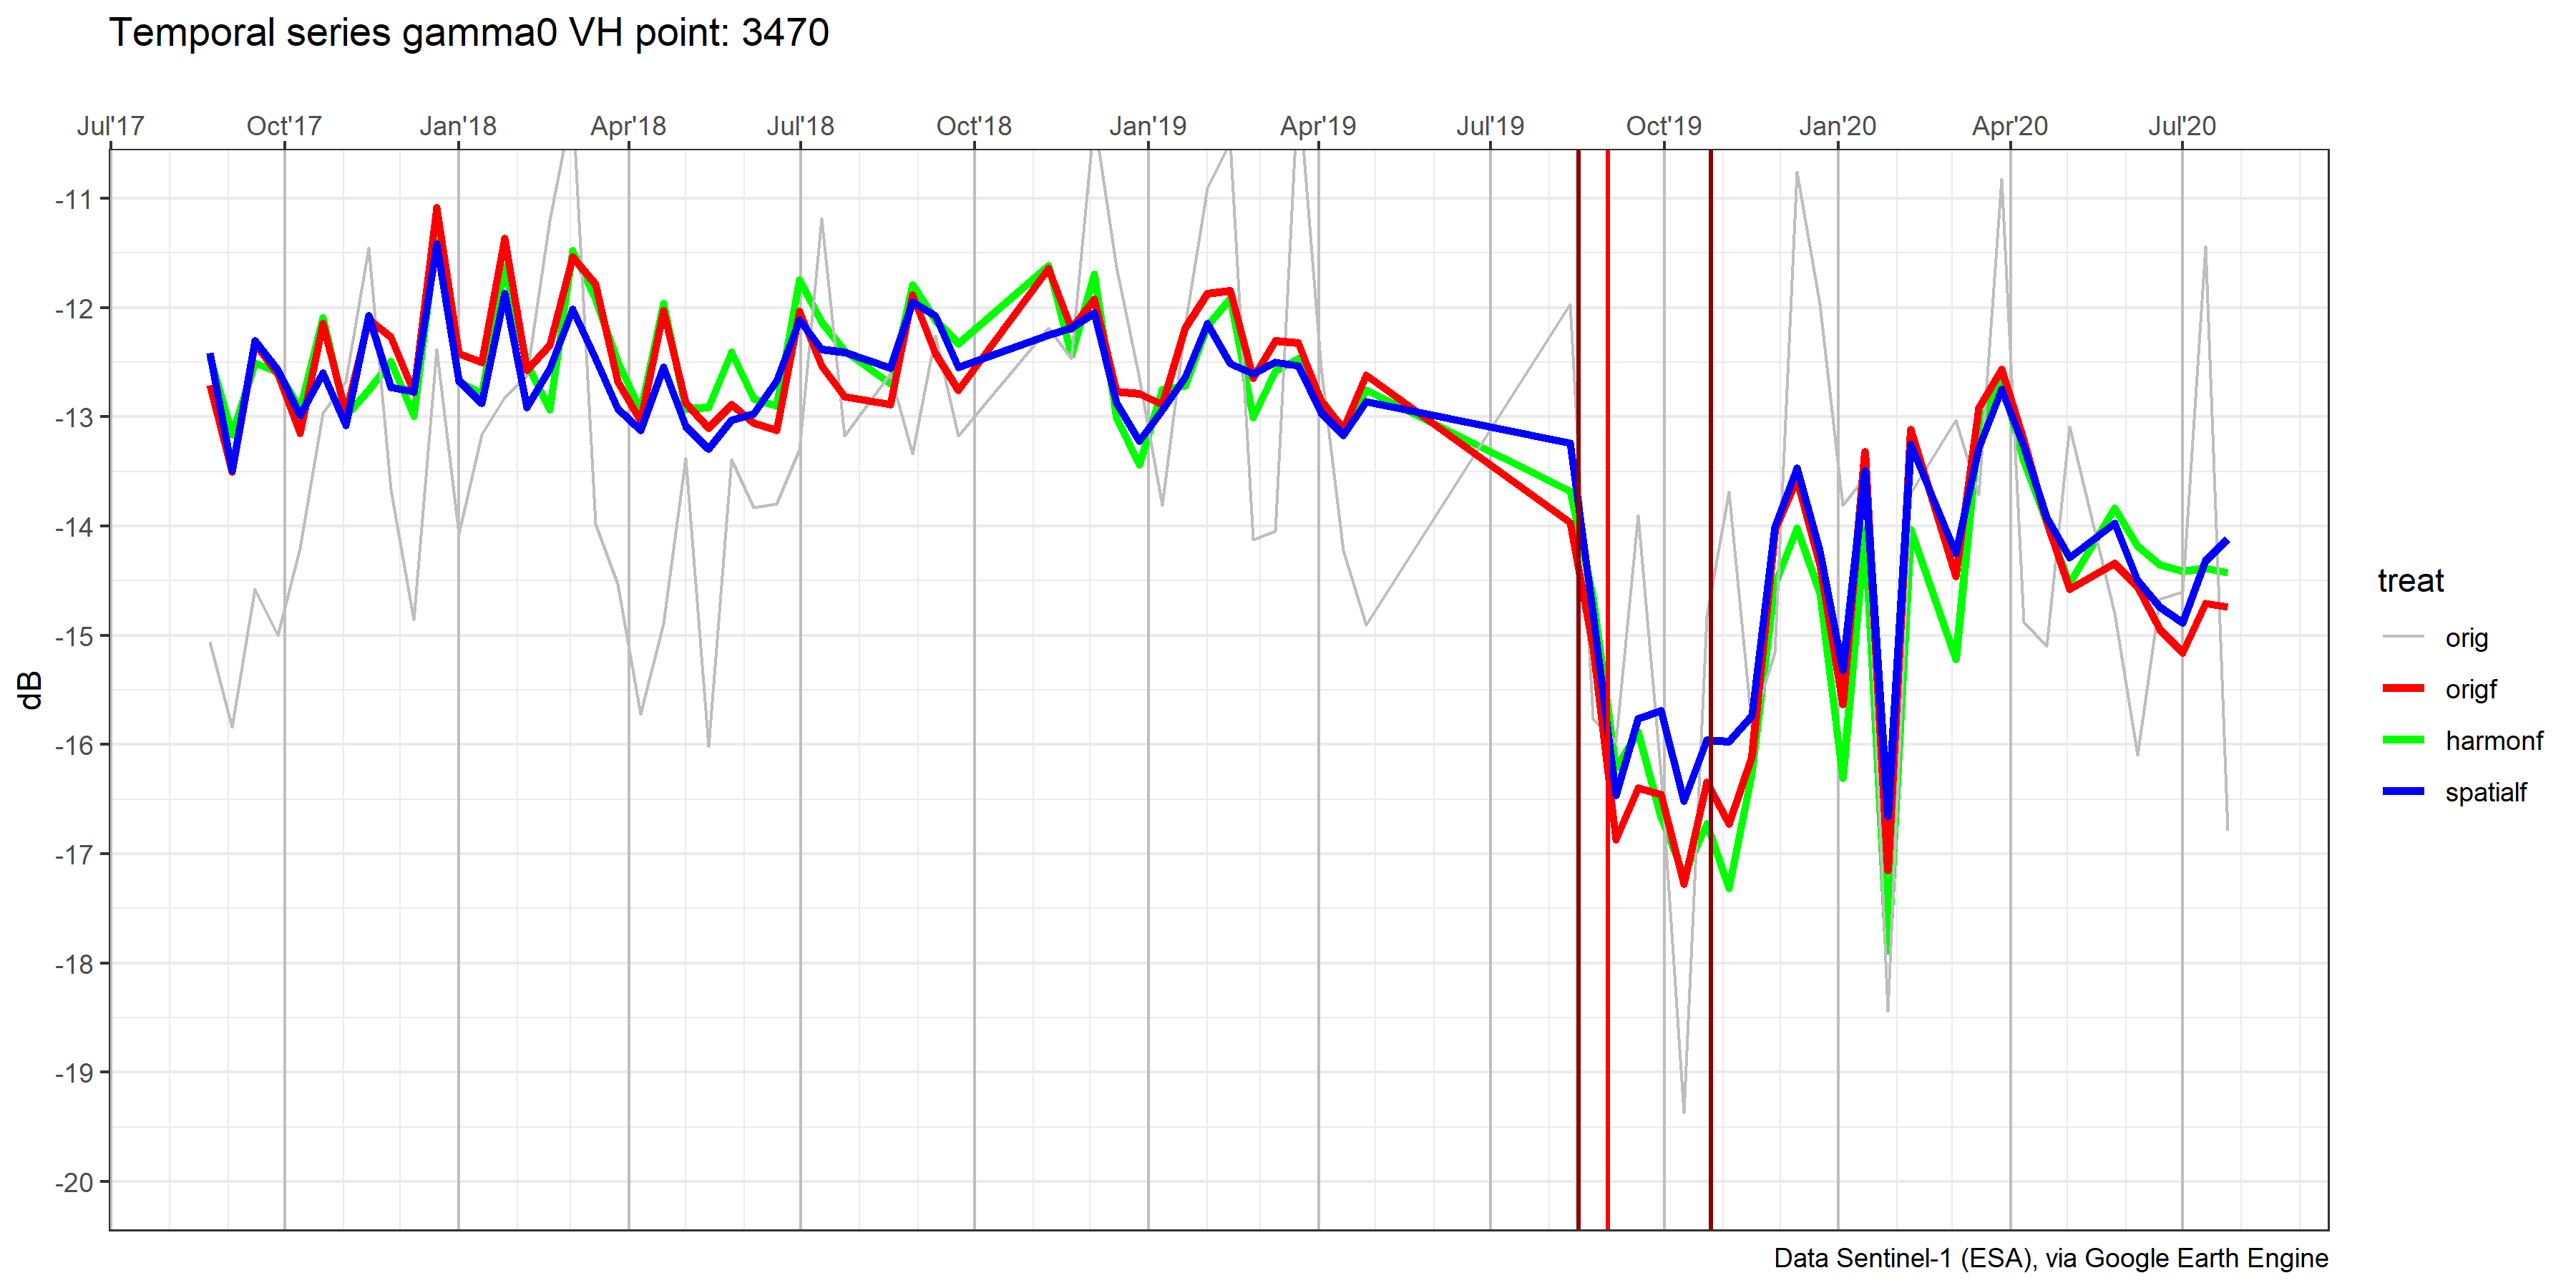 Temporal series gamma0 VH point: 3470
Jul'17 Oct'17 Jan'18 Apr'18 Jul'18 Oct'18 Jan'19 Apr'19 Jul'19 Oct'19 Jan'20 Apr'20 Jul'20
-11
-12
-13
-14
-15
-16
-17
-18
-19
-20
dB
treat
orig
origf
harmonf
spatialf
Data Sentinel-1 (ESA), via Google Earth Engine